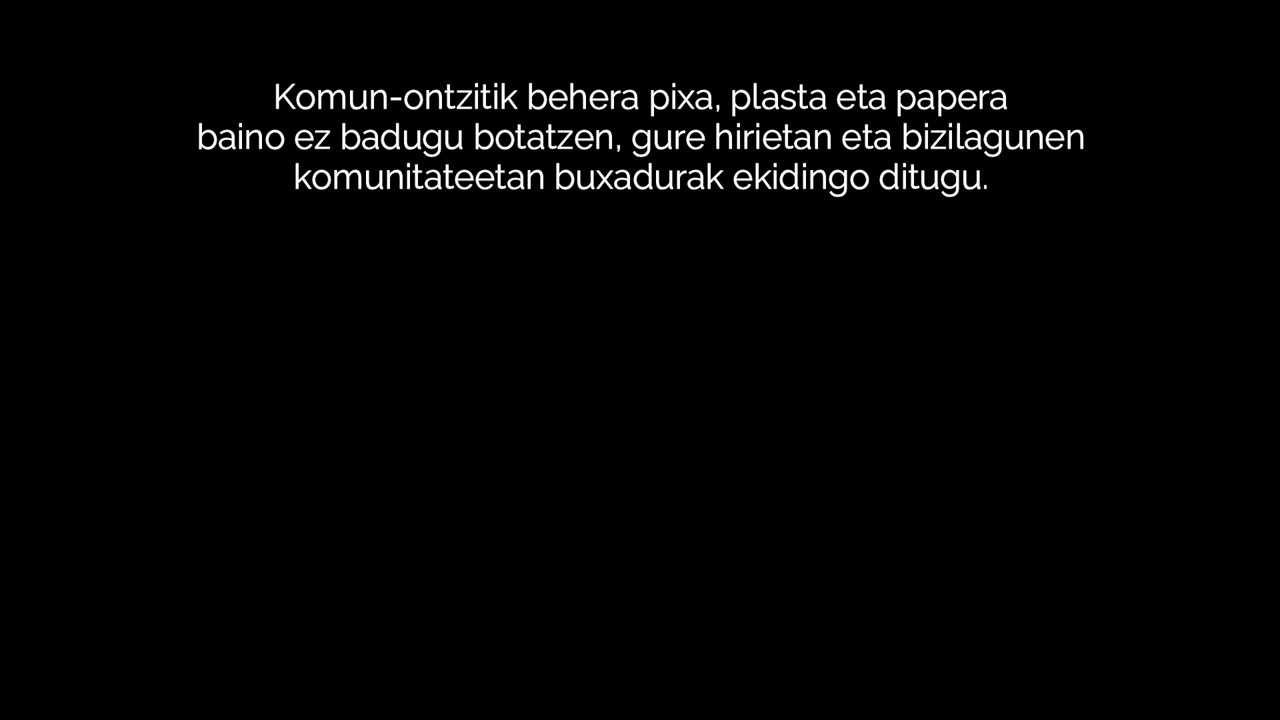 Komun-ontzitik behera pixa, plasta eta papera
baino ez badugu botatzen, gure hirietan eta bizilagunen
komunitateetan buxadurak ekidingo ditugu.